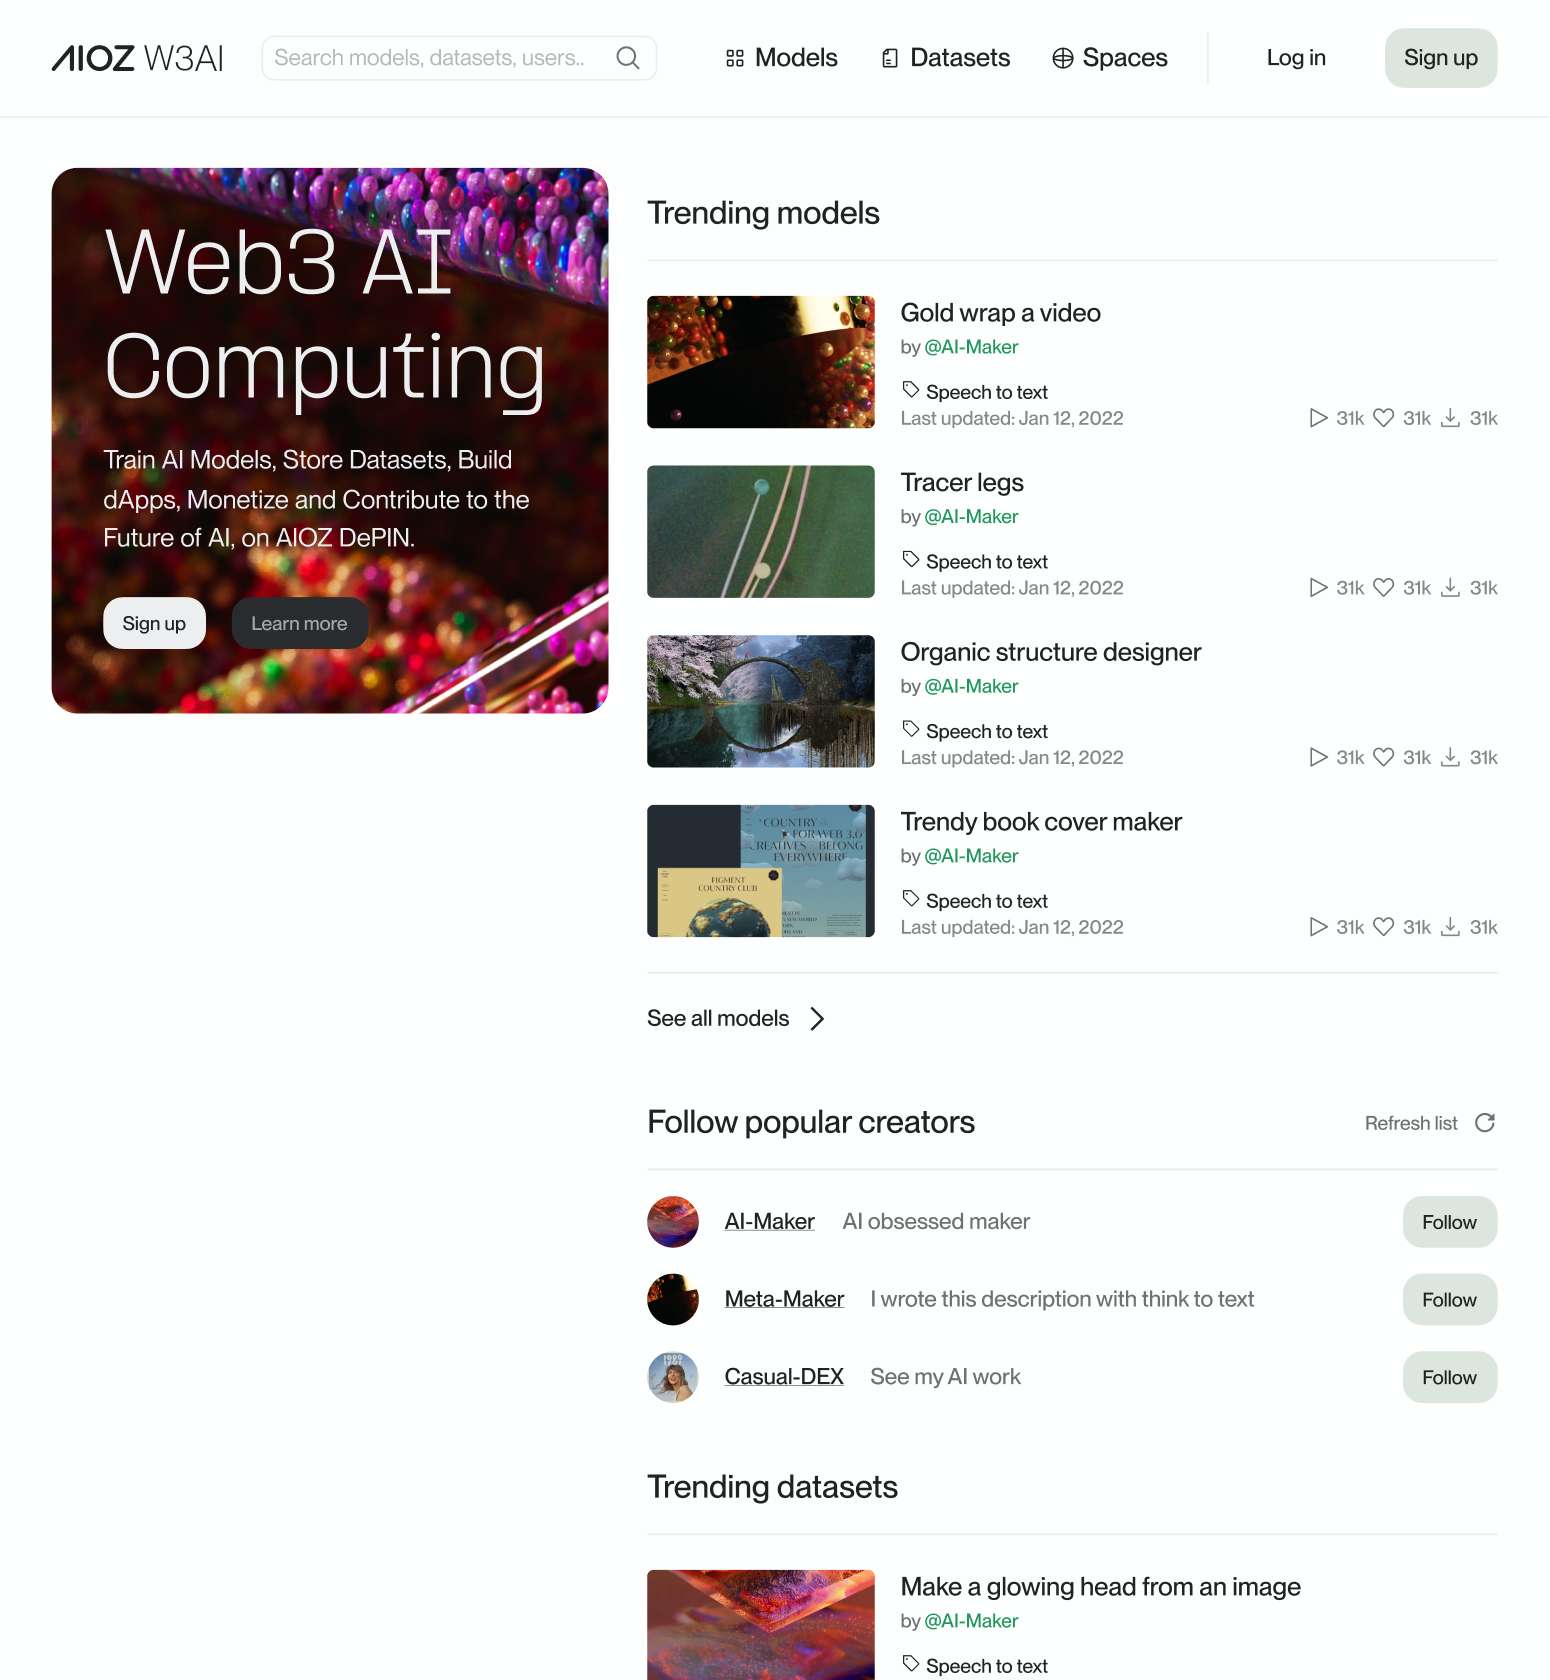 AIOZ W3AI
Search models, datasets, users..
Models
Datasets
Spaces
Log in
Sign up
Web3 AI
Computing
Train AI Models, Store Datasets, Build
dApps, Monetize and Contribute to the
Future of AI, on AIOZ DePIN.
Sign up
Learn more
Trending models
Gold wrap a video
by @AI-Maker
Speech to text
Last updated: Jan 12, 2022
31k 31k 31k
Tracer legs
by @AI-Maker
Speech to text
Last updated: Jan 12, 2022
31k 31k 31k
Organic structure designer
by @AI-Maker
Speech to text
Last updated: Jan 12, 2022
31k 31k 31k
COUNTRY
FOR WEB 3.6
REATIVES BELONG
EVERYWHERE
FIGMENT
COUNTRY CLUB
Trendy book cover maker
by @AI-Maker
Speech to text
Last updated: Jan 12, 2022
31k 31k 31k
See all models
Follow popular creators
Refresh list
AI-Maker
AI obsessed maker
Follow
Meta-Maker
I wrote this description with think to text
Follow
Casual-DEX
See my AI work
Follow
Trending datasets
Make a glowing head from an image
by @AI-Maker
Speech to text